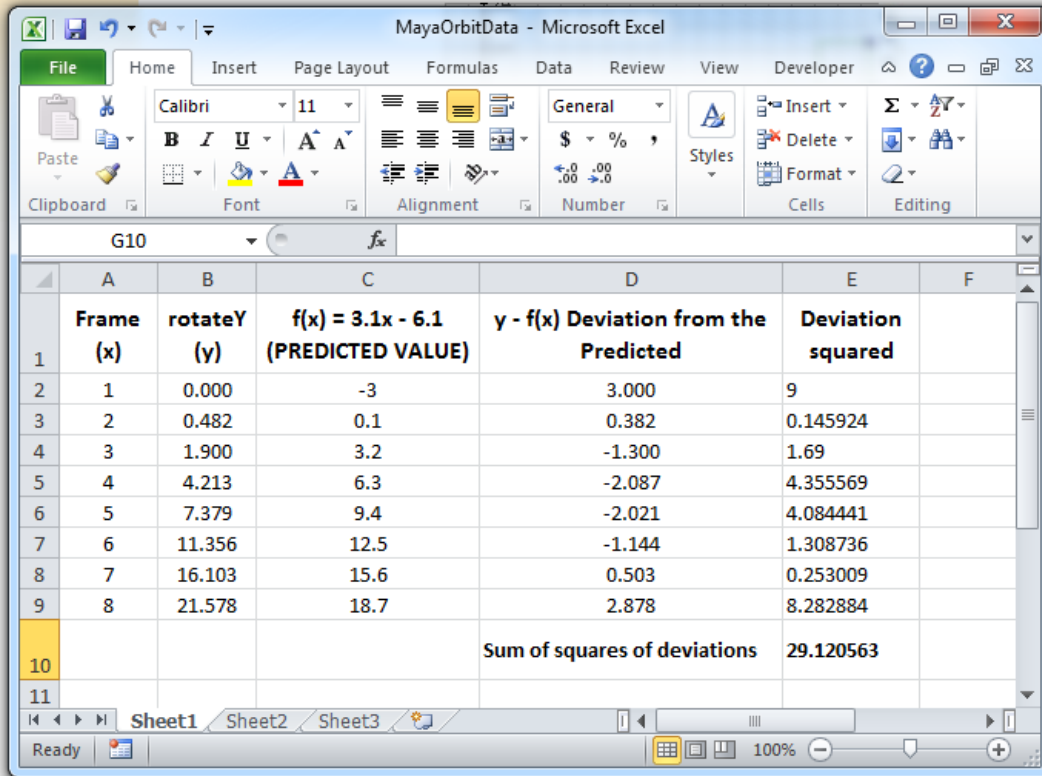 MayaOrbitData - Microsoft Excel
File Home Insert Page Layout Formulas Data Review View Developer
Calibri 11 General Insert
B I U A A $ % , Styles Delete
Paste A .00 .00 Format
Clipboard Font Alignment Number Cells Editing
G10 fx
A B C D E F
Frame rotateY f(x) = 3.1x - 6.1 y - f(x) Deviation from the Deviation
1 (x) (y) (PREDICTED VALUE) Predicted squared
2 1 0.000 -3 3.000 9
3 2 0.482 0.1 0.382 0.145924
4 3 1.900 3.2 -1.300 1.69
5 4 4.213 6.3 -2.087 4.355569
6 5 7.379 9.4 -2.021 4.084441
7 6 11.356 12.5 -1.144 1.308736
8 7 16.103 15.6 0.503 0.253009
9 8 21.578 18.7 2.878 8.282884
10 Sum of squares of deviations 29.120563
11
Sheet1 Sheet2 Sheet3
Ready 100%